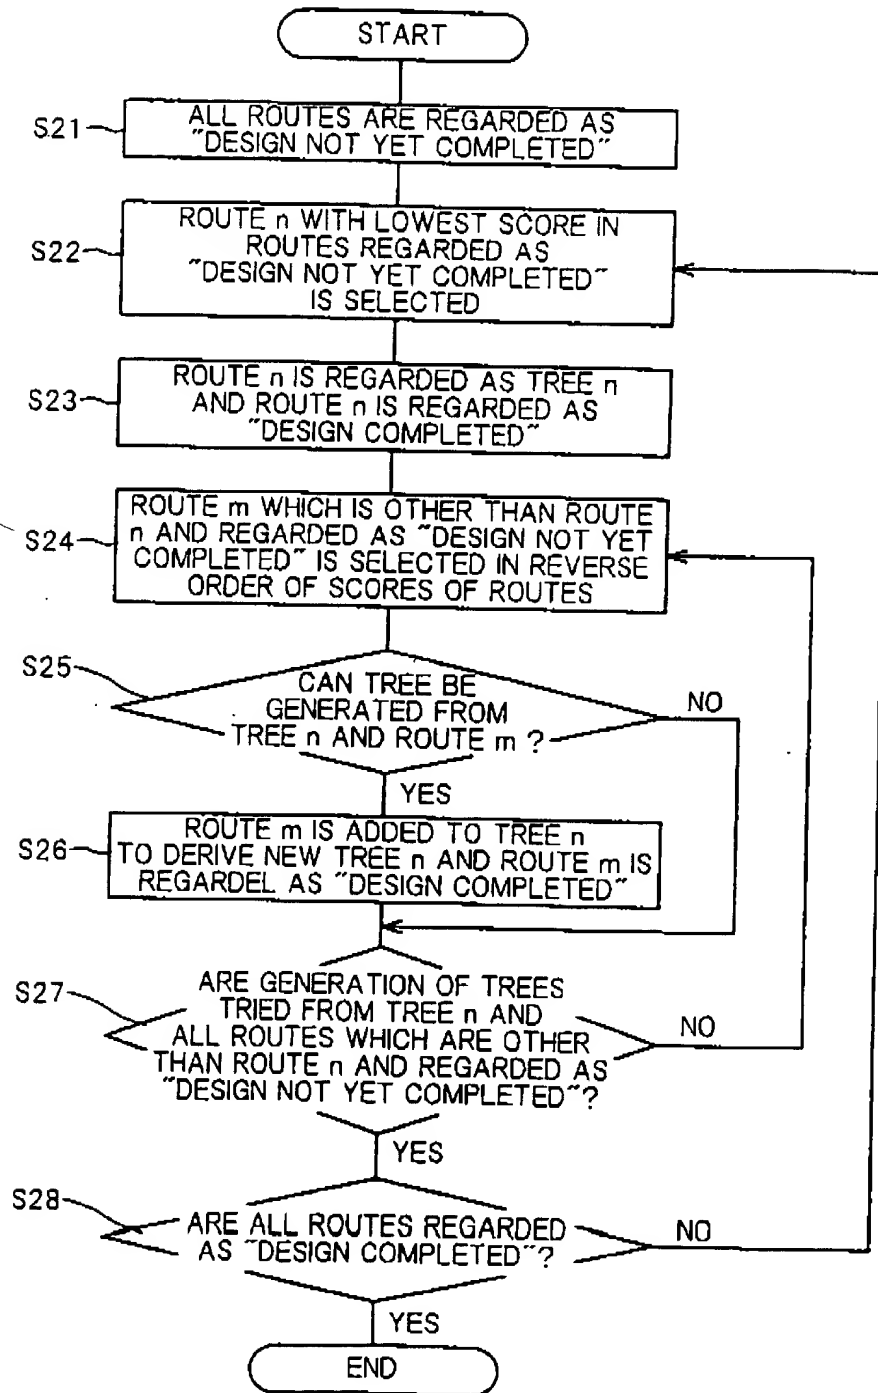 START
S21
ALL ROUTES ARE REGARDED AS
"DESIGN NOT YET COMPLETED"
S22
ROUTE n WITH LOWEST SCORE IN
ROUTES REGARDED AS
"DESIGN NOT YET COMPLETED"
IS SELECTED
S23
ROUTE n IS REGARDED AS TREE n
AND ROUTE n IS REGARDED AS
"DESIGN COMPLETED"
S24
ROUTE m WHICH IS OTHER THAN ROUTE
n AND REGARDED AS "DESIGN NOT YET
COMPLETED" IS SELECTED IN REVERSE
ORDER OF SCORES OF ROUTES
S25
CAN TREE BE
GENERATED FROM
TREE n AND ROUTE m ?
NO
YES
S26
ROUTE m IS ADDED TO TREE n
TO DERIVE NEW TREE n AND ROUTE m IS
REGARDEL AS "DESIGN COMPLETED"
S27
ARE GENERATION OF TREES
TRIED FROM TREE n AND
ALL ROUTES WHICH ARE OTHER
THAN ROUTE n AND REGARDED AS
"DESIGN NOT YET COMPLETED"?
NO
YES
S28
ARE ALL ROUTES REGARDED
AS "DESIGN COMPLETED"?
NO
YES
END